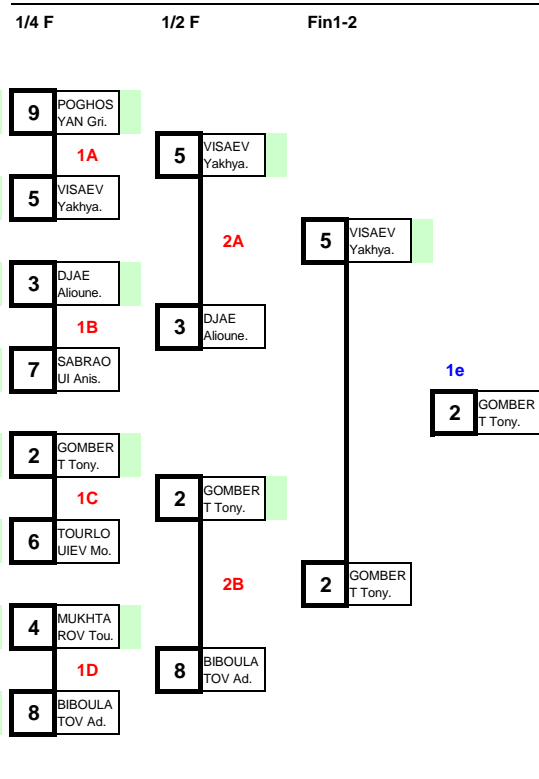 1/4 F 1/2 F Fin1-2
9 POGHOS
YAN Gri.
1A
5 VISAEV
Yakhya.
5 VISAEV
Yakhya.
2A
5 VISAEV
Yakhya.
3 DJAE
Alioune.
1B
3 DJAE
Alioune.
7 SABRAO
UI Anis.
1e
2 GOMBER
T Tony.
2 GOMBER
T Tony.
1C
2 GOMBER
T Tony.
6 TOURLO
UIEV Mo.
2B
2 GOMBER
T Tony.
4 MUKHTA
ROV Tou.
1D
8 BIBOULA
TOV Ad.
8 BIBOULA
TOV Ad.